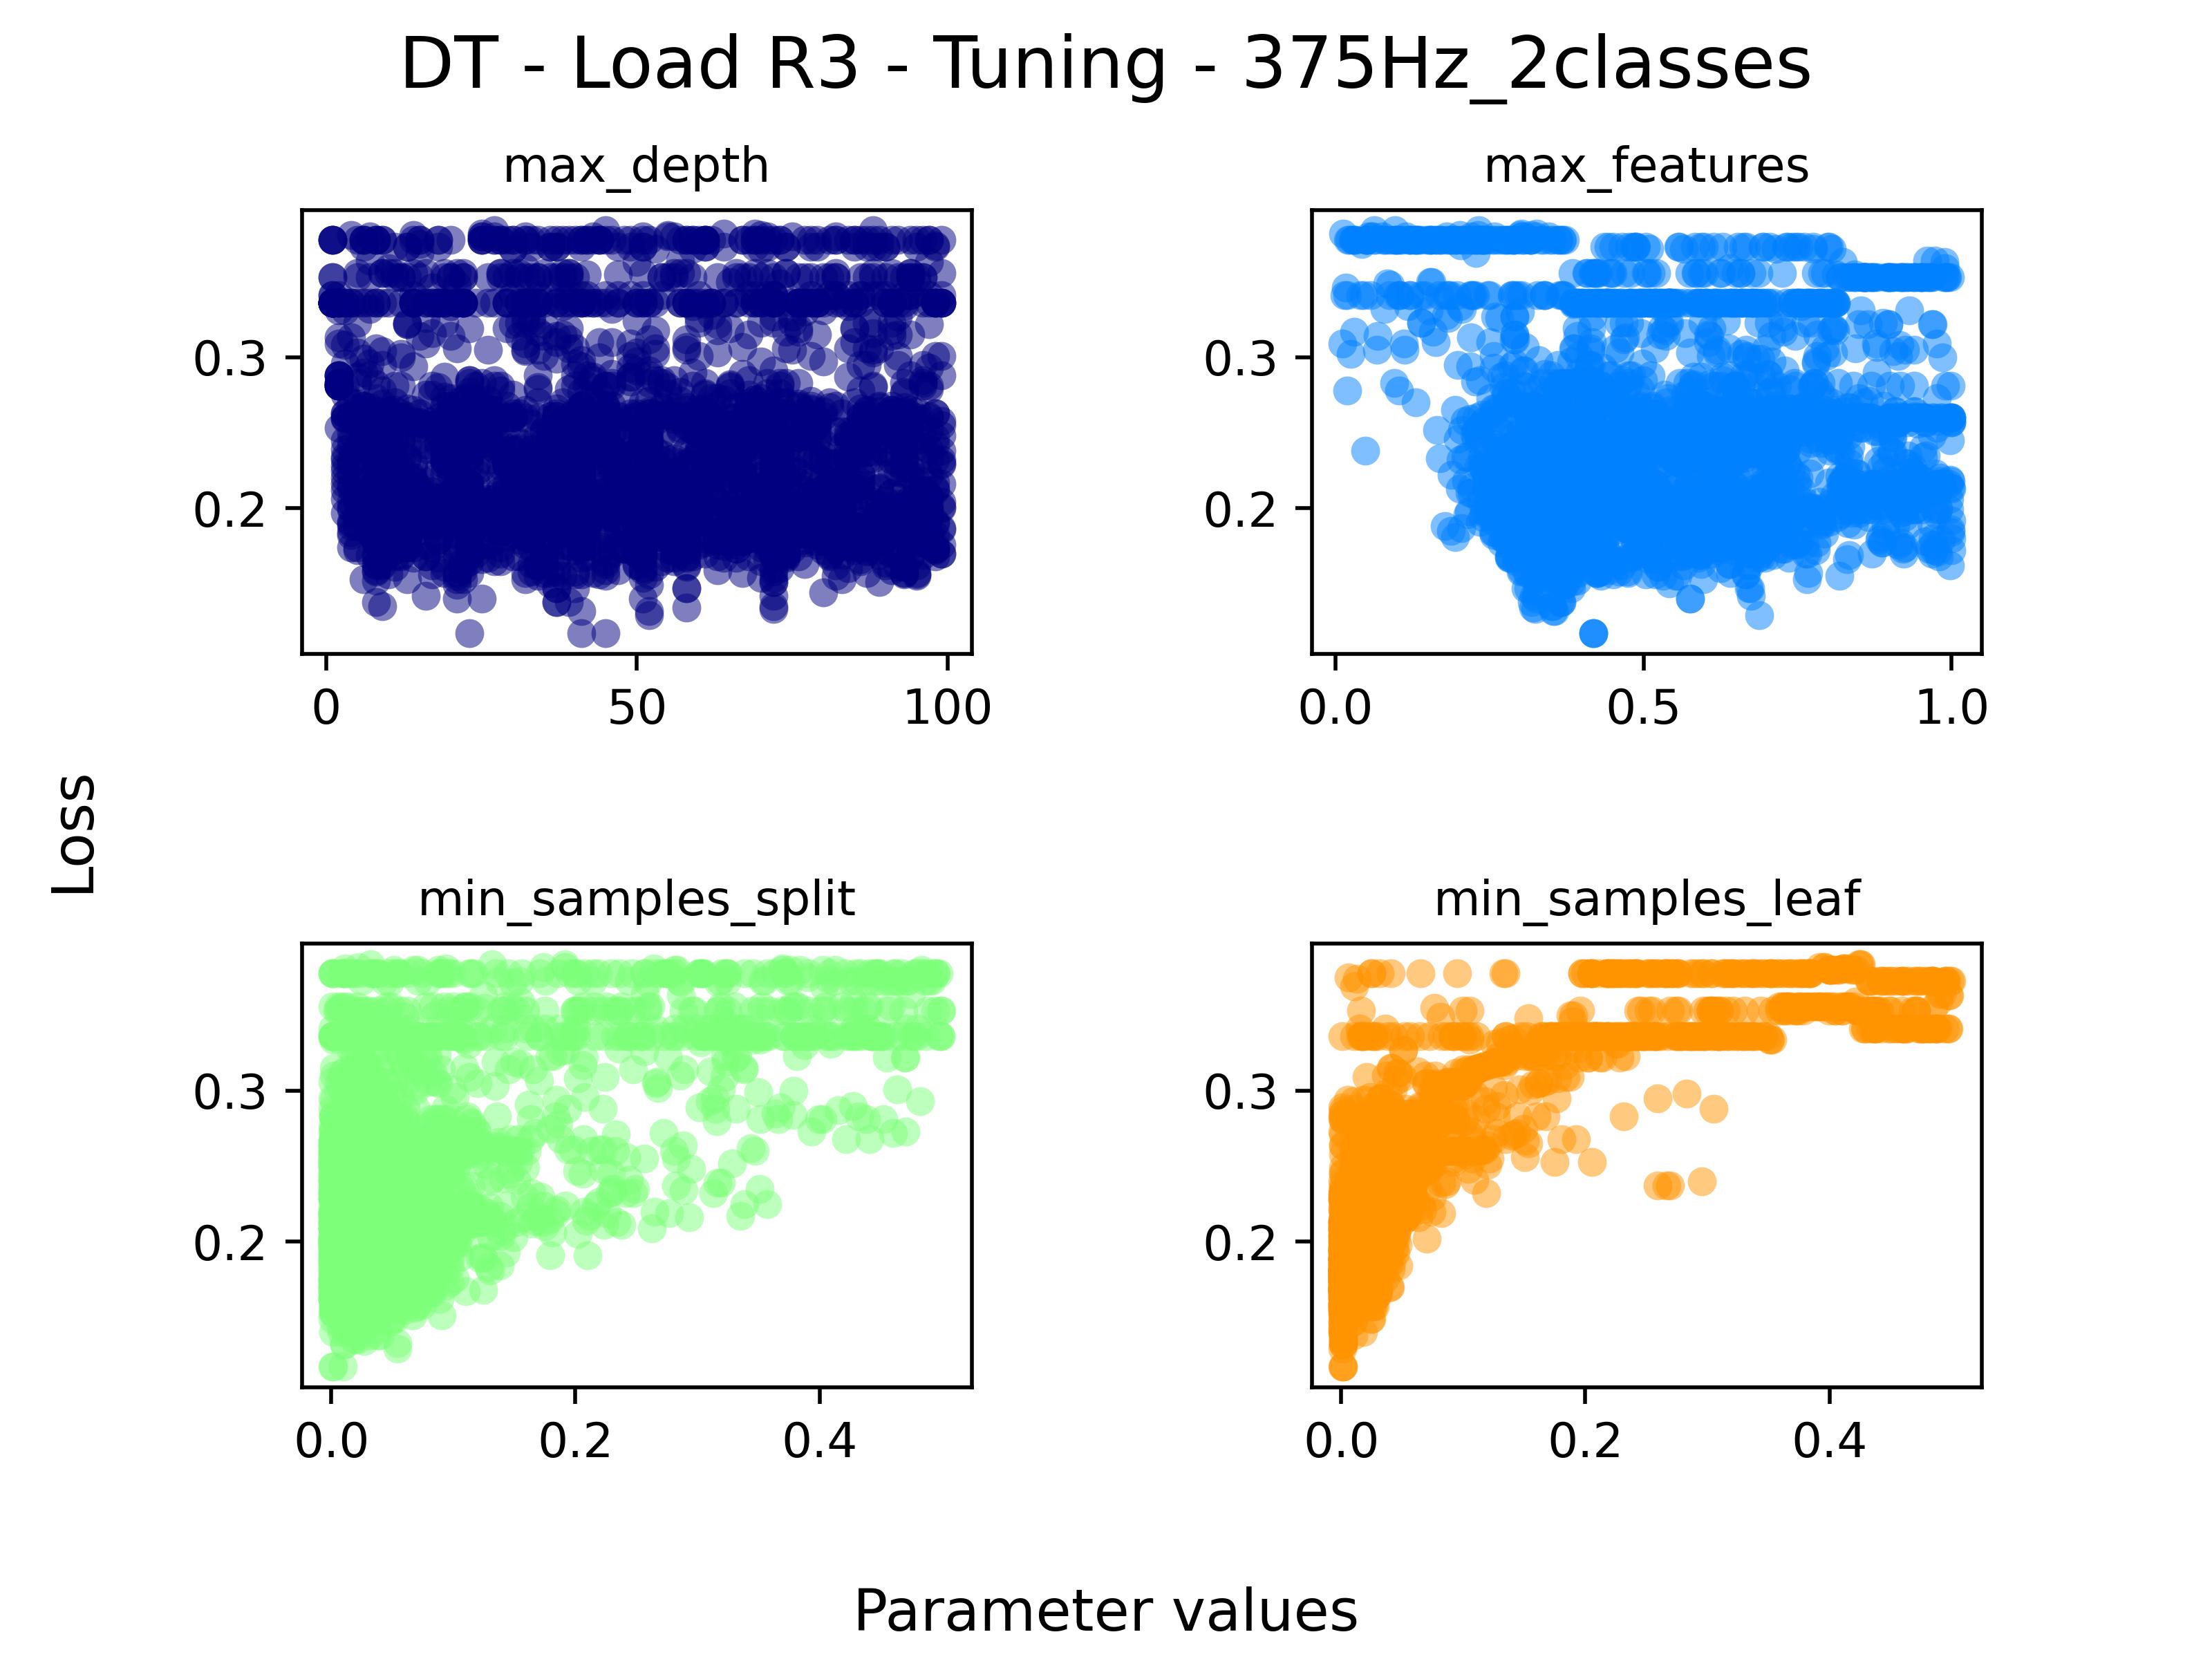 DT - Load R3 - Tuning - 375Hz_2classes
max_depth
max_features
0.3
0.2
0
50
100
0.3
0.2
0.0
0.5
1.0
Loss
min_samples_split
min_samples_leaf
0.3
0.2
0.0
0.2
0.4
0.3
0.2
0.0
0.2
0.4
Parameter values